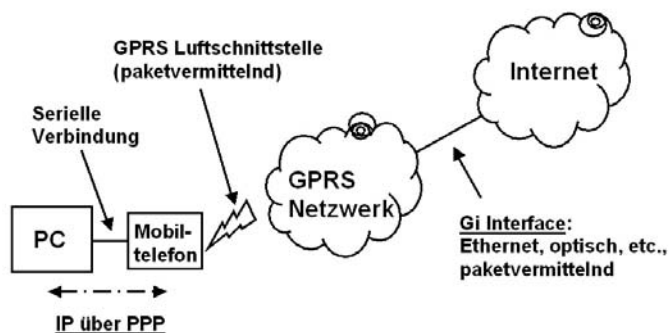 GPRS Luftschnittstelle
(paketvermittelnd)
Internet
Serielle
Verbindung
GPRS
Netzwerk
PC
Mobil-
telefon
Gi Interface:
Ethernet, optisch, etc.,
paketvermittelnd
IP über PPP